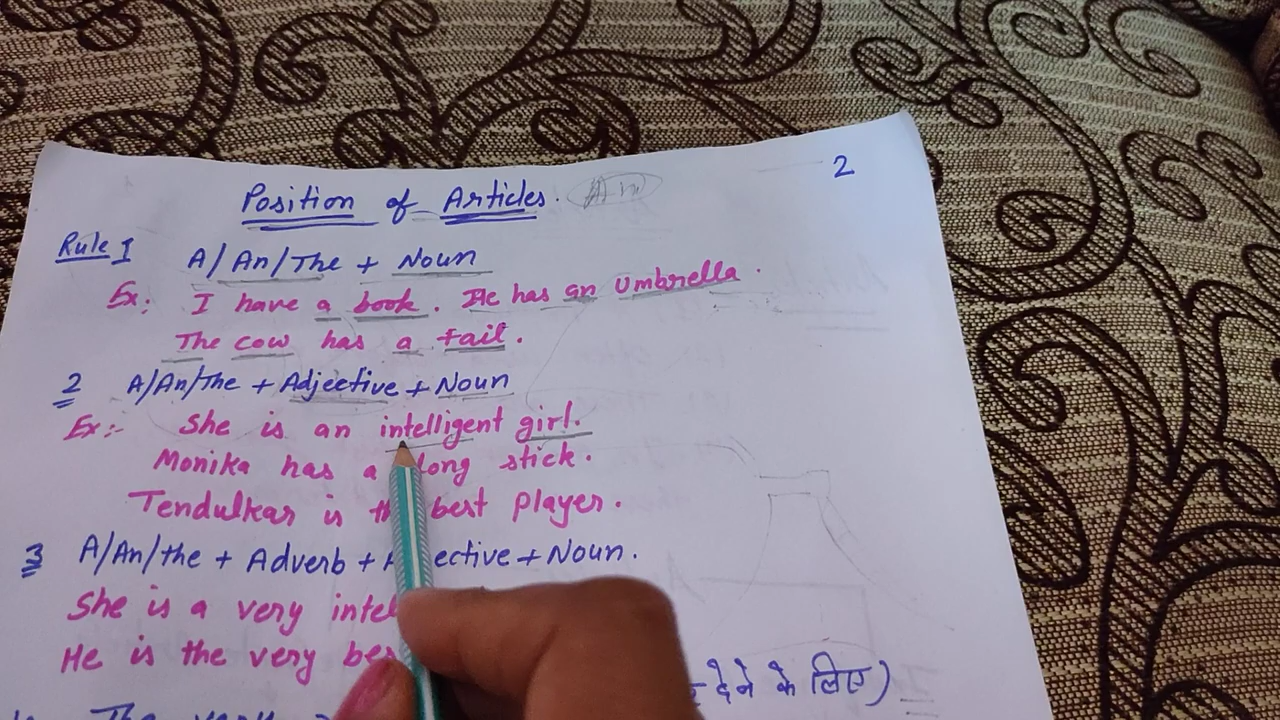 2
Position of Articles.
Rule I A/An/The + Noun
Ex: I have a book. He has an Umbrella.
The cow has a tail.
2 A/An/The + Adjective + Noun
Ex:- She is an intelligent girl.
Monika has a long stick.
Tendulkar is best player.
3 A/An/the + Adverb + + Noun.
She is a very
He is the very
देने के लिए)
The very